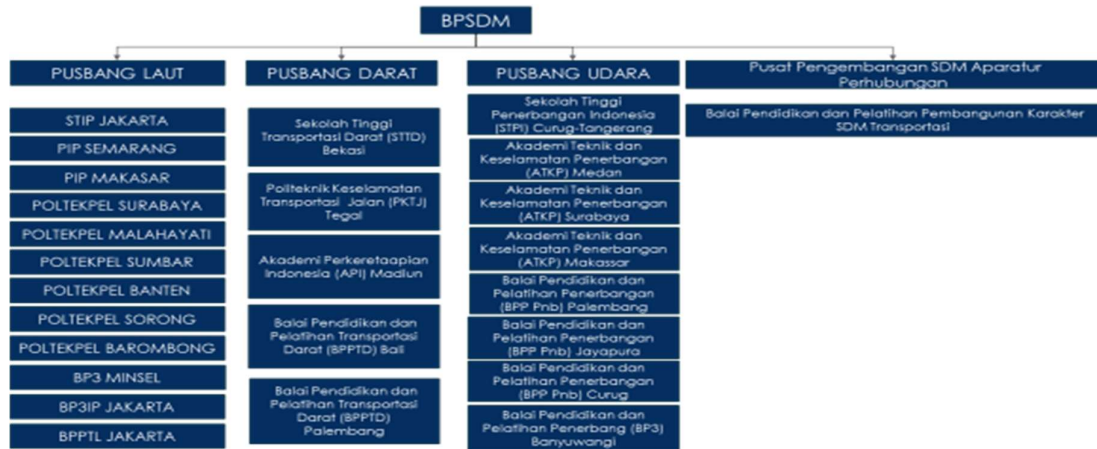 BPSDM
PUSBANG LAUT
STIP JAKARTA
PIP SEMARANG
PIP MAKASAR
POLTEKPEL SURABAYA
POLTEKPEL MALAHAYATI
POLTEKPEL SUMBAR
POLTEKPEL BANTEN
POLTEKPEL SORONG
POLTEKPEL BAROMBONG
BP3 MINSEL
BP3IP JAKARTA
BPPTL JAKARTA
PUSBANG DARAT
Sekolah Tinggi
Transportasi Darat (STTD)
Bekasi
Politeknik Keselamatan
Transportasi Jalan (PKTJ)
Tegal
Akademi Perkeretaapian
Indonesia (API) Madiun
Balai Pendidikan dan
Pelatihan Transportasi
Darat (BPPTD) Bali
Balai Pendidikan dan
Pelatihan Transportasi
Darat (BPPTD)
Palembang
PUSBANG UDARA
Sekolah Tinggi
Penerbangan Indonesia
(STPI) Curug-Tangerang
Akademi Teknik dan
Keselamatan Penerbangan
(ATKP) Medan
Akademi Teknik dan
Keselamatan Penerbangan
(ATKP) Surabaya
Akademi Teknik dan
Keselamatan Penerbangan
(ATKP) Makassar
Balai Pendidikan dan
Pelatihan Penerbangan
(BPP Pnb) Palembang
Balai Pendidikan dan
Pelatihan Penerbangan
(BPP Pnb) Jayapura
Balai Pendidikan dan
Pelatihan Penerbangan
(BPP Pnb) Curug
Balai Pendidikan dan
Pelatihan Penerbang (BP3)
Banyuwangi
Pusat Pengembangan SDM Aparatur
Perhubungan
Balai Pendidikan dan Pelatihan Pembangunan Karakter
SDM Transportasi